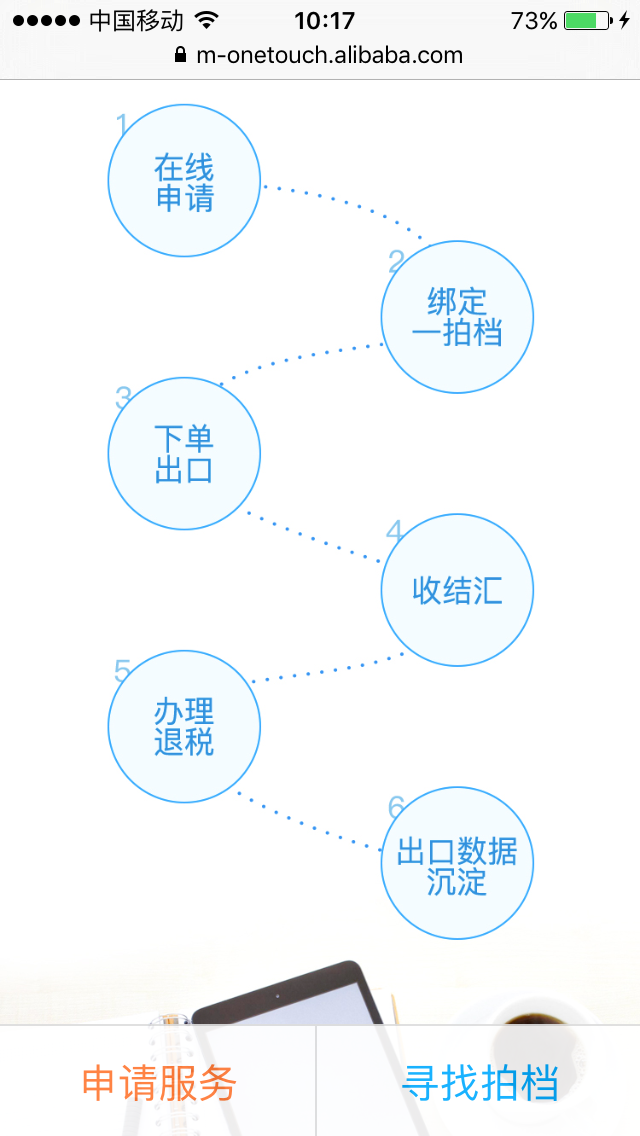 中国移动 10:17 73%
m-onetouch.alibaba.com
1
在线
申请
2
绑定
一拍档
3
下单
出口
4
收结汇
5
办理
退税
6
出口数据
沉淀
申请服务 寻找拍档